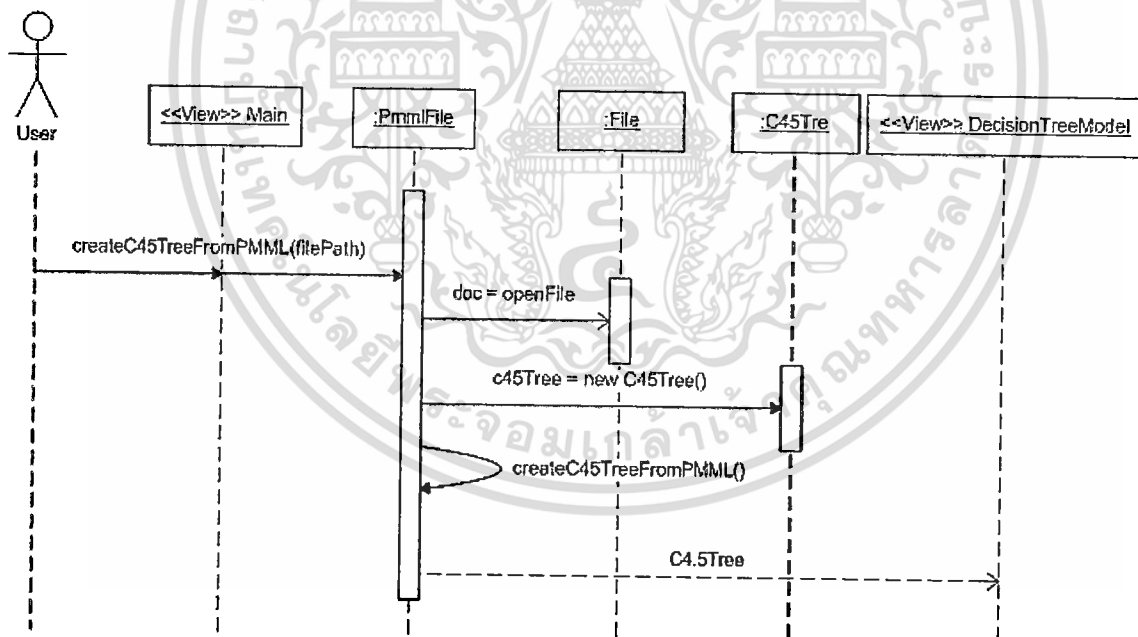 User
<<View>> Main
:PmmlFile
:File
:C45Tre
<<View>> DecisionTreeModel
createC45TreeFromPMML(filePath)
doc = openFile
c45Tree = new C45Tree()
createC45TreeFromPMML()
C4.5Tree